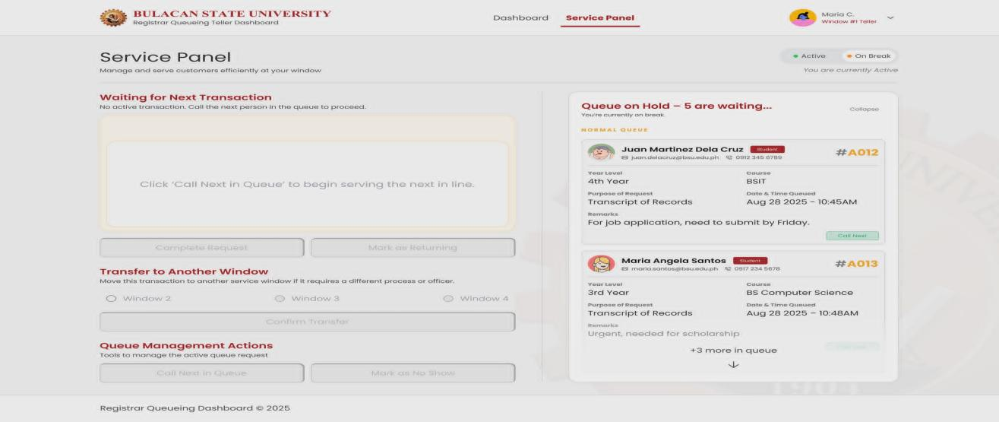 BULACAN STATE UNIVERSITY
Registrar Queueing Teller Dashboard
Dashboard
Service Panel
Maria C.
Window #1 Teller
Service Panel
Manage and serve customers efficiently at your window
Active
On Break
You are currently Active
Waiting for Next Transaction
No active transaction. Call the next person in the queue to proceed.
Click ‘Call Next in Queue’ to begin serving the next in line.
Complete Request
Mark as Returning
Transfer to Another Window
Move this transaction to another service window if it requires a different process or officer.
Window 2
Window 3
Window 4
Confirm Transfer
Queue Management Actions
Tools to manage the active queue request
Call Next in Queue
Mark as No Show
Queue on Hold – 5 are waiting...
You're currently on break.
Collapse
NORMAL QUEUE
Juan Martinez Dela Cruz
Student
#A012
juan.delacruz@bsu.edu.ph
0912 345 6789
Year Level
Course
4th Year
BSIT
Purpose of Request
Date & Time Queued
Transcript of Records
Aug 28 2025 – 10:45AM
Remarks
For job application, need to submit by Friday.
Call Next
Maria Angela Santos
Student
#A013
maria.santos@bsu.edu.ph
0917 234 5678
Year Level
Course
3rd Year
BS Computer Science
Purpose of Request
Date & Time Queued
Transcript of Records
Aug 28 2025 – 10:48AM
Remarks
Urgent, needed for scholarship
+3 more in queue
1904
Registrar Queueing Dashboard © 2025